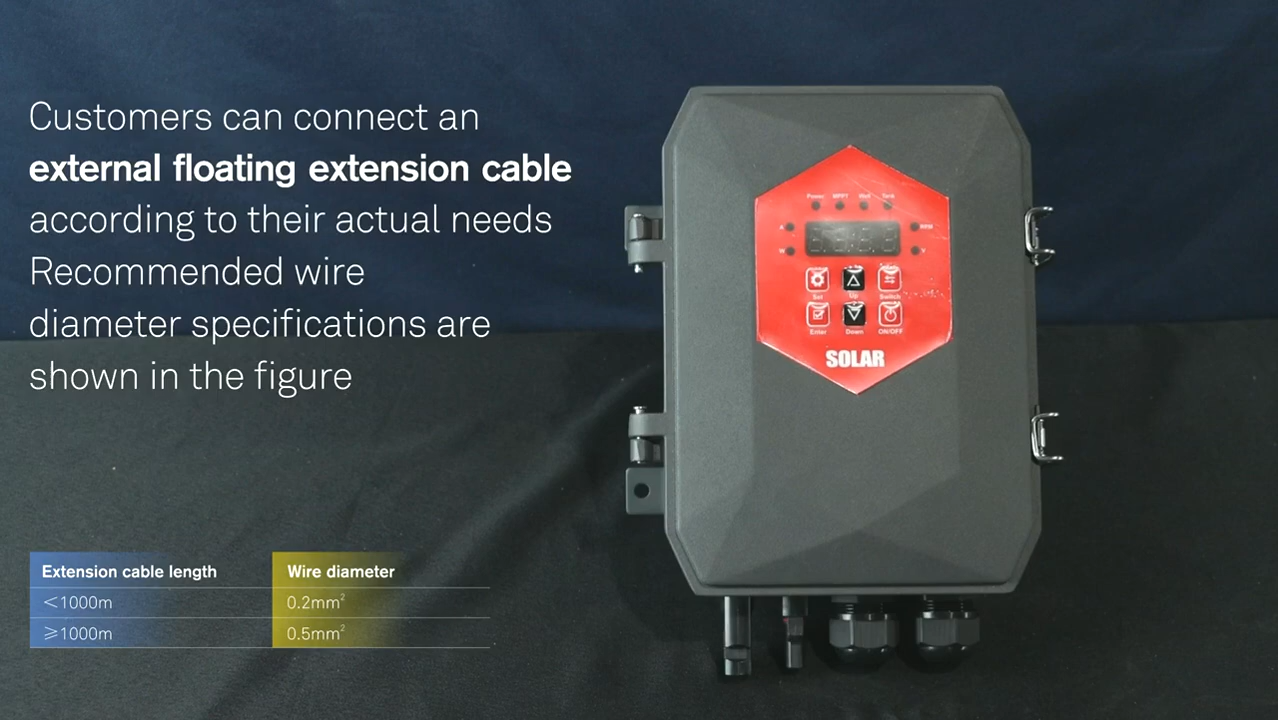 Customers can connect an
external floating extension cable
according to their actual needs
Recommended wire
diameter specifications are
shown in the figure
Extension cable length Wire diameter
<1000m 0.2mm²
≥1000m 0.5mm²
Power MPPT Well Tank
A RPM
W V
Set Up Switch
Enter Down ON/OFF
SOLAR